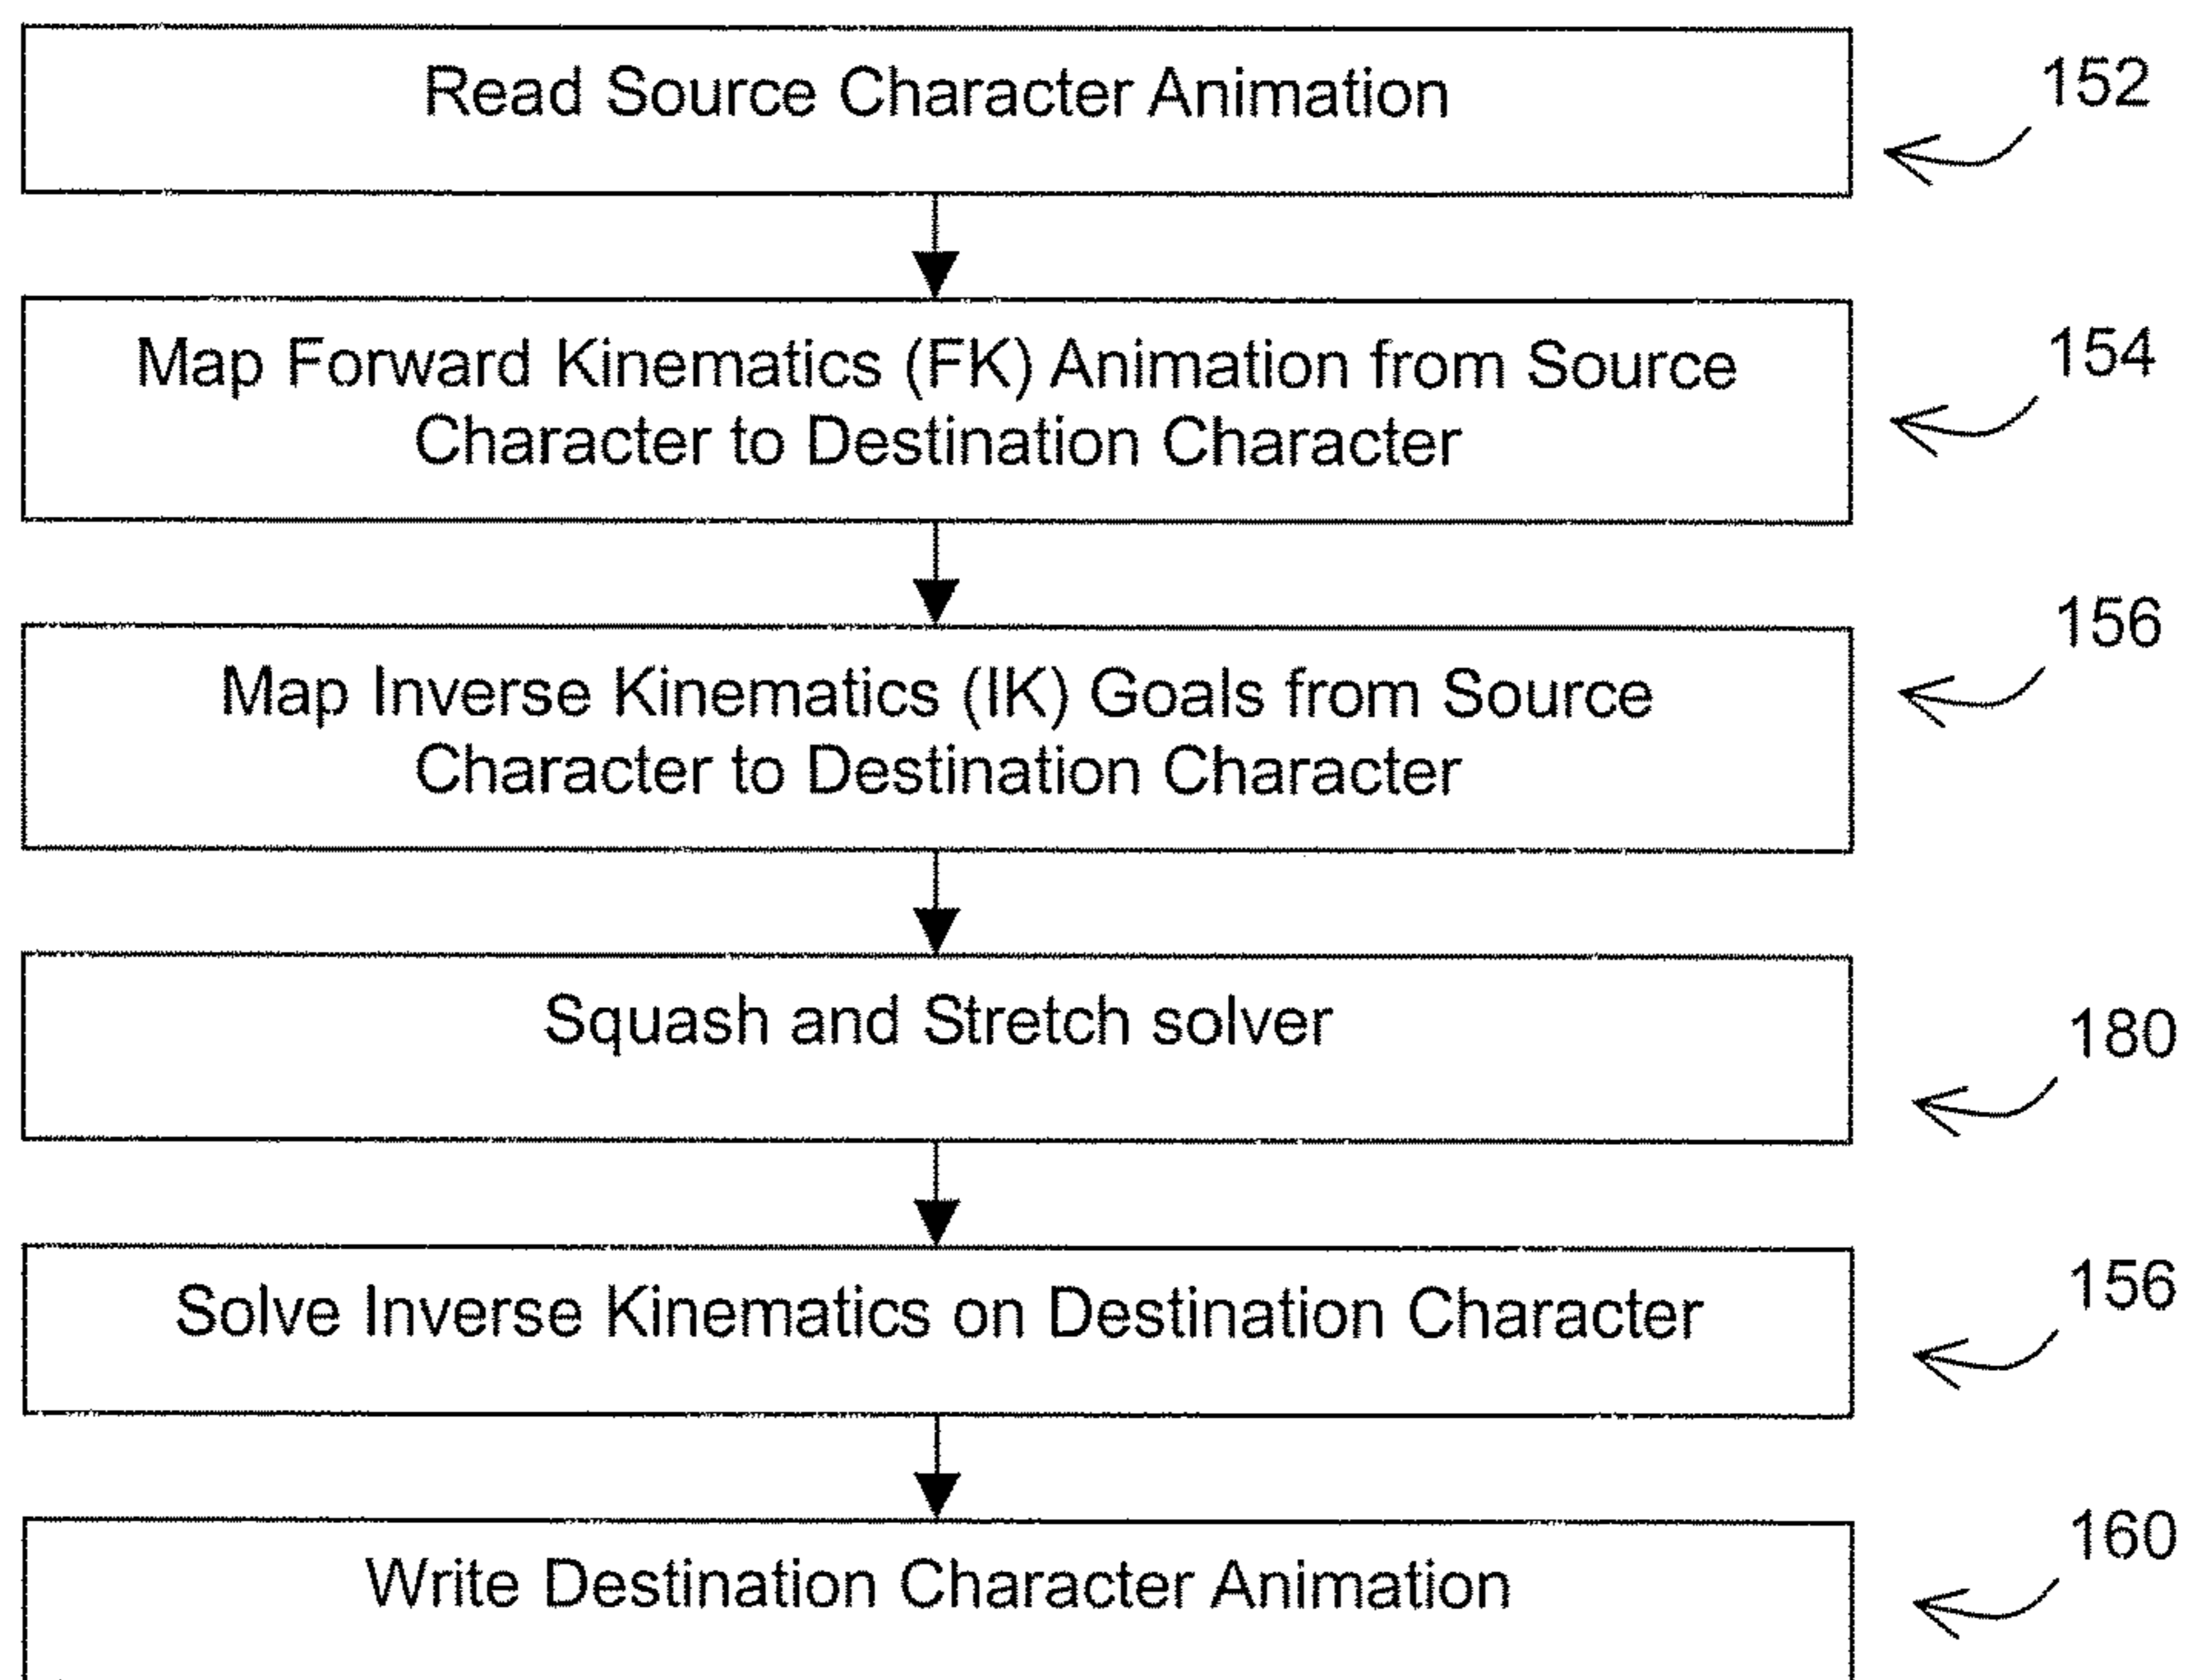 Read Source Character Animation
152
Map Forward Kinematics (FK) Animation from Source
Character to Destination Character
154
Map Inverse Kinematics (IK) Goals from Source
Character to Destination Character
156
Squash and Stretch solver
180
Solve Inverse Kinematics on Destination Character
156
Write Destination Character Animation
160